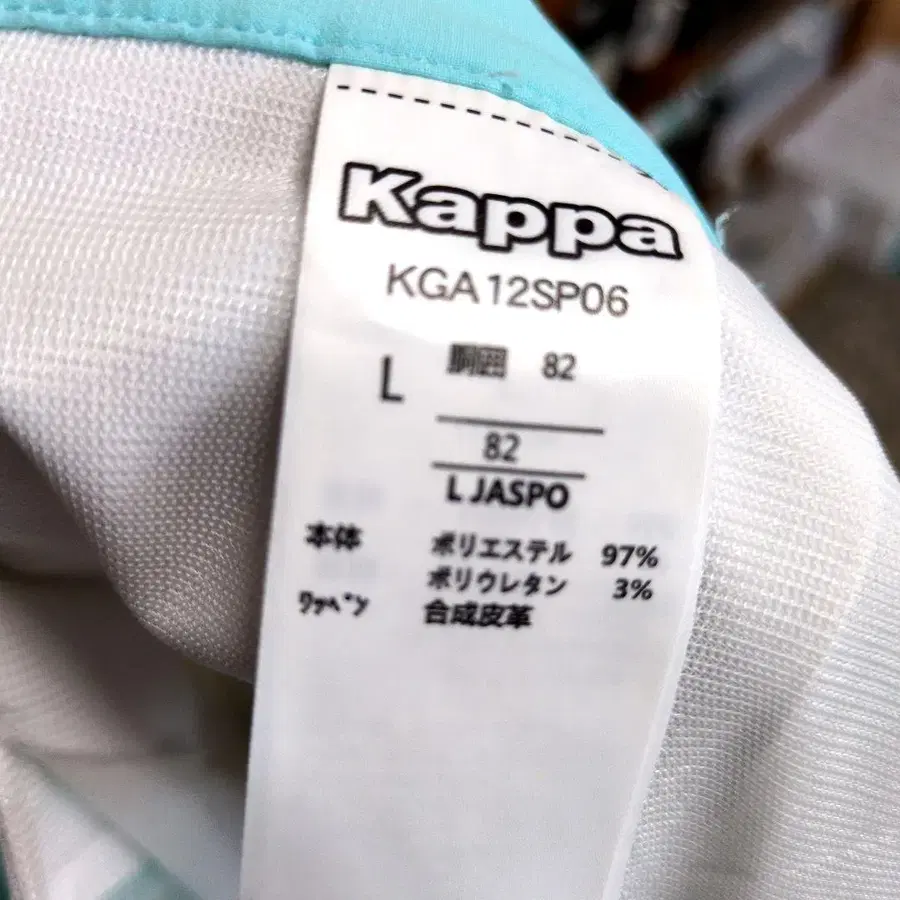 Kappa
KGA12SP06
L 胴囲 82
82
L JASPO
本体 ポリエステル 97%
ポリウレタン 3%
ワッペン 合成皮革